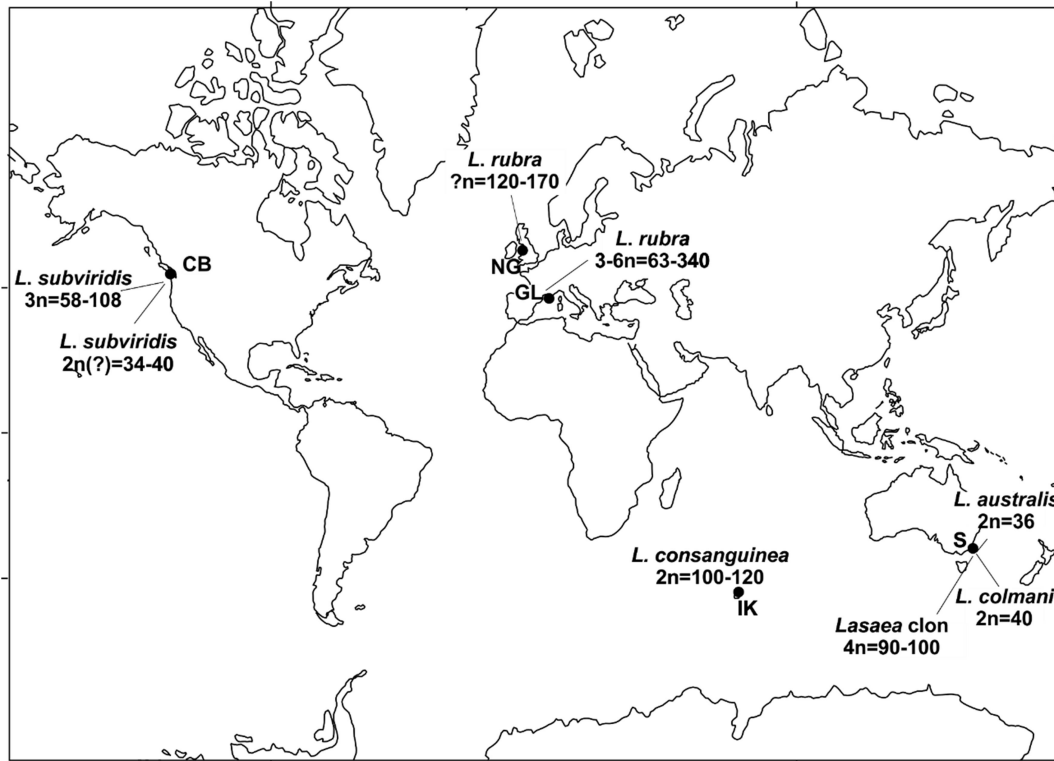 L. rubra
?n=120-170
L. rubra
3-6n=63-340
NG
GL
CB
L. subviridis
3n=58-108
L. subviridis
2n(?)=34-40
L. australis
2n=36
S
L. consanguinea
2n=100-120
IK
L. colmani
2n=40
Lasaea clon
4n=90-100